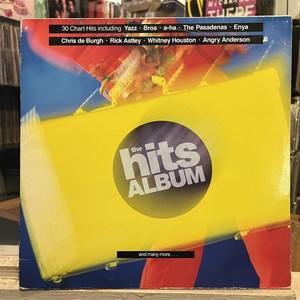 30 Chart Hits including Yazz · Bros · a-ha · The Pasadenas · Enya
Chris de Burgh · Rick Astley · Whitney Houston · Angry Anderson
the
hits
ALBUM
and many more . . .